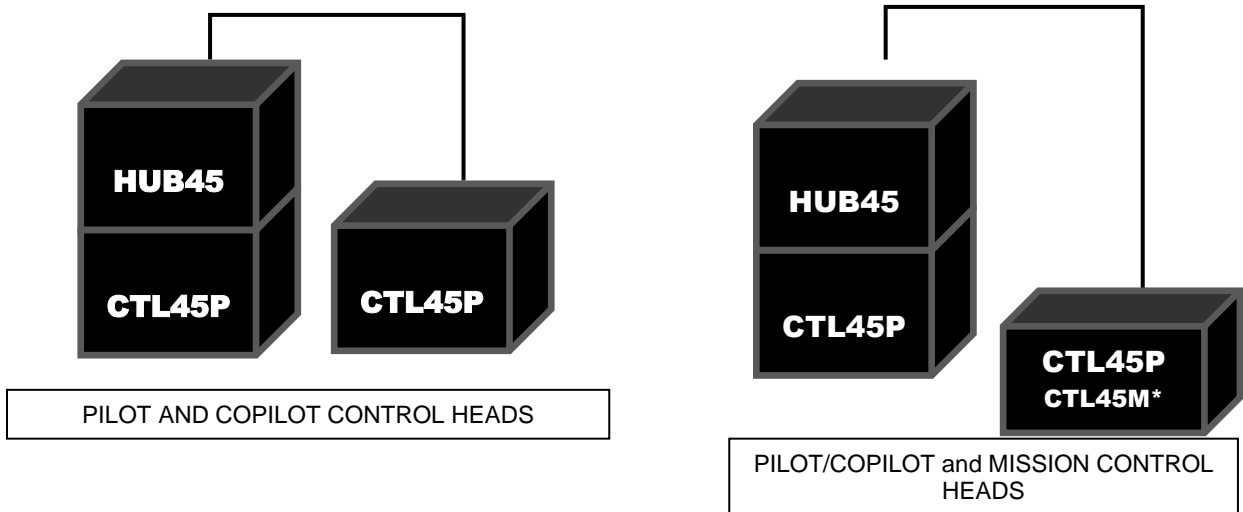 HUB45
CTL45P
CTL45P
PILOT AND COPILOT CONTROL HEADS
HUB45
CTL45P
CTL45P
CTL45M*
PILOT/COPILOT and MISSION CONTROL
HEADS